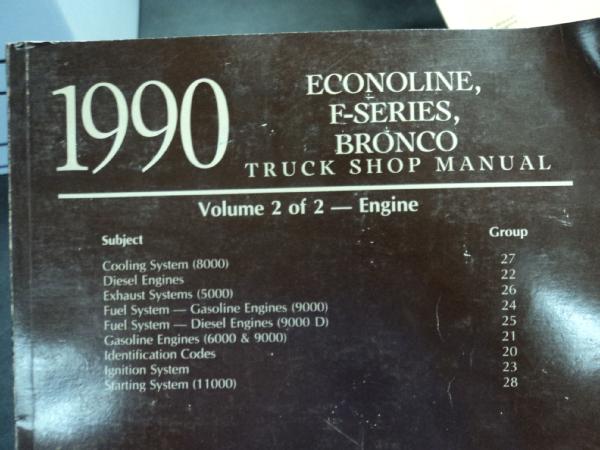 1990
ECONOLINE,
F-SERIES,
BRONCO
TRUCK SHOP MANUAL
Volume 2 of 2 — Engine
Subject Group
Cooling System (8000) 27
Diesel Engines 22
Exhaust Systems (5000) 26
Fuel System — Gasoline Engines (9000) 24
Fuel System — Diesel Engines (9000 D) 25
Gasoline Engines (6000 & 9000) 21
Identification Codes 20
Ignition System 23
Starting System (11000) 28